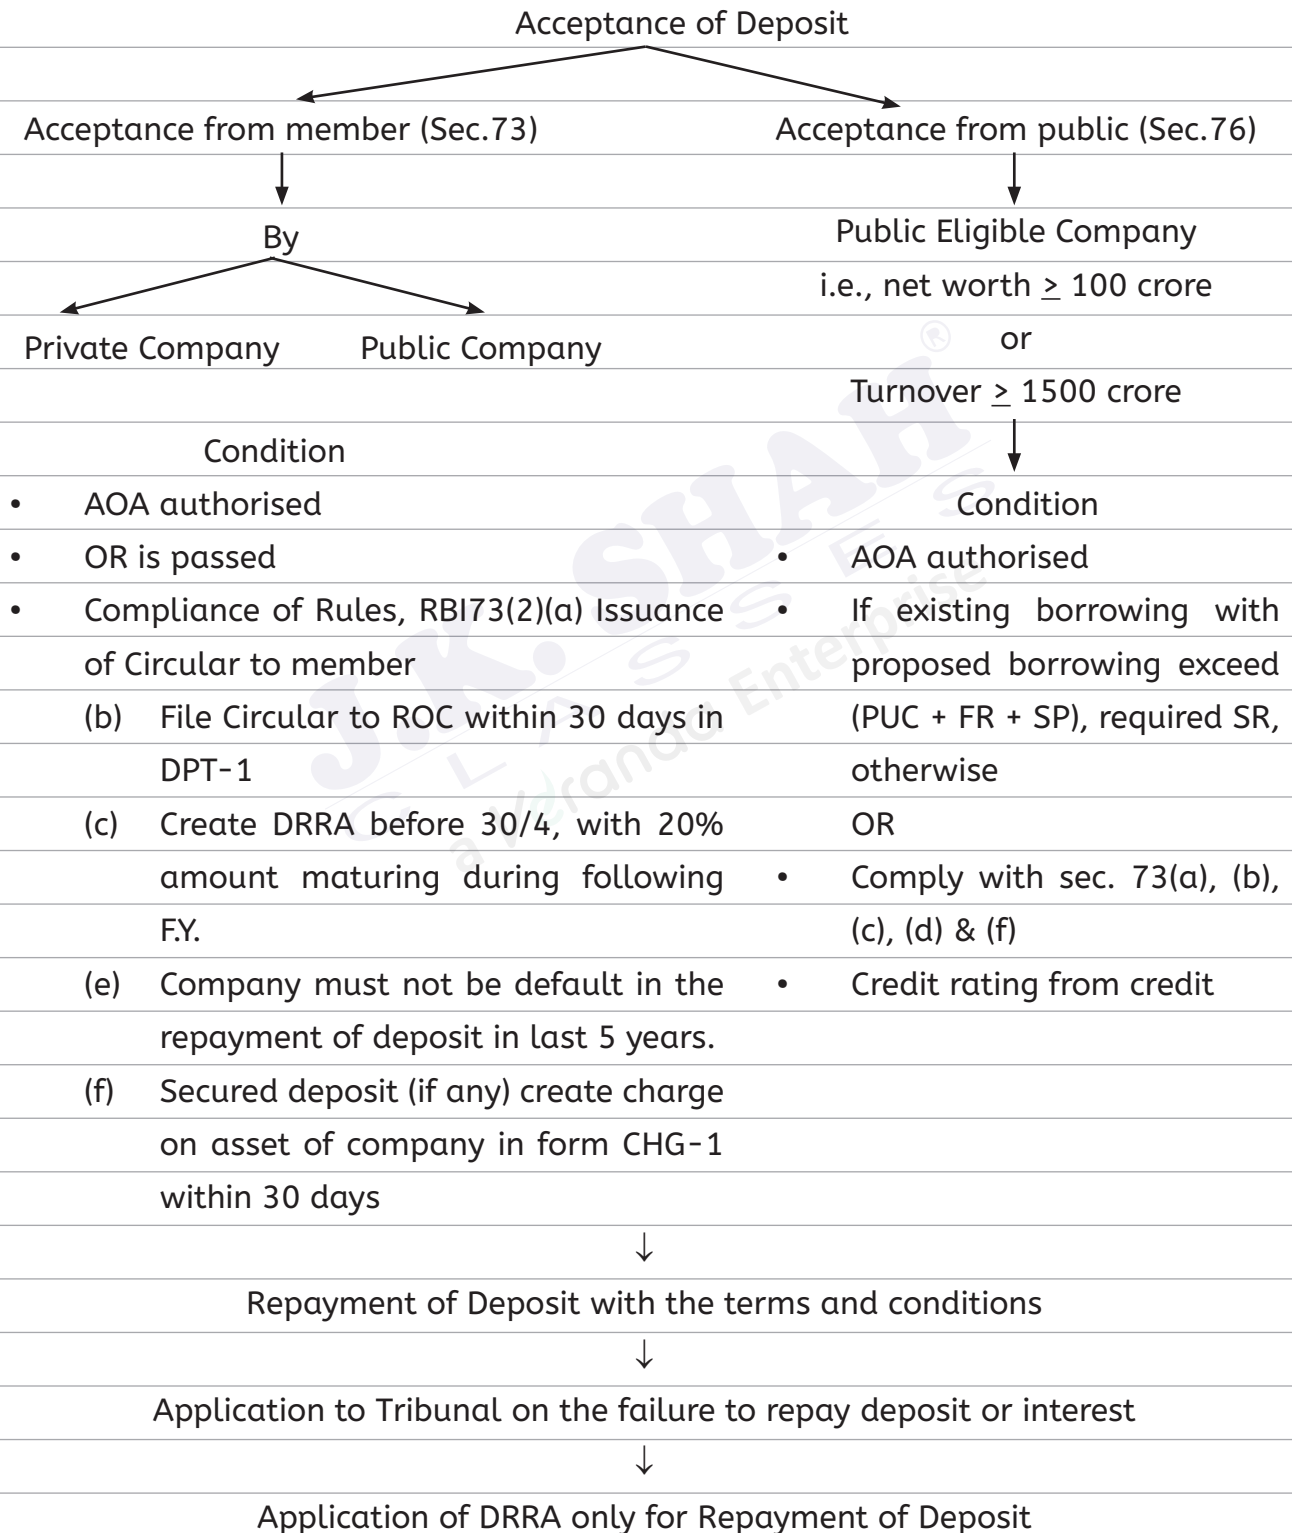 Acceptance of Deposit
Acceptance from member (Sec.73)
Acceptance from public (Sec.76)
By
Private Company
Public Company
Public Eligible Company
i.e., net worth ≥ 100 crore
or
Turnover ≥ 1500 crore
Condition
• AOA authorised
• OR is passed
• Compliance of Rules, RBI73(2)(a) Issuance
of Circular to member
(b) File Circular to ROC within 30 days in
DPT-1
(c) Create DRRA before 30/4, with 20%
amount maturing during following
F.Y.
(e) Company must not be default in the
repayment of deposit in last 5 years.
(f) Secured deposit (if any) create charge
on asset of company in form CHG-1
within 30 days
Condition
• AOA authorised
• If existing borrowing with
proposed borrowing exceed
(PUC + FR + SP), required SR,
otherwise
OR
• Comply with sec. 73(a), (b),
(c), (d) & (f)
• Credit rating from credit
↓
Repayment of Deposit with the terms and conditions
↓
Application to Tribunal on the failure to repay deposit or interest
↓
Application of DRRA only for Repayment of Deposit
J.K. SHAH ®
CLASSES
a Veranda Enterprise